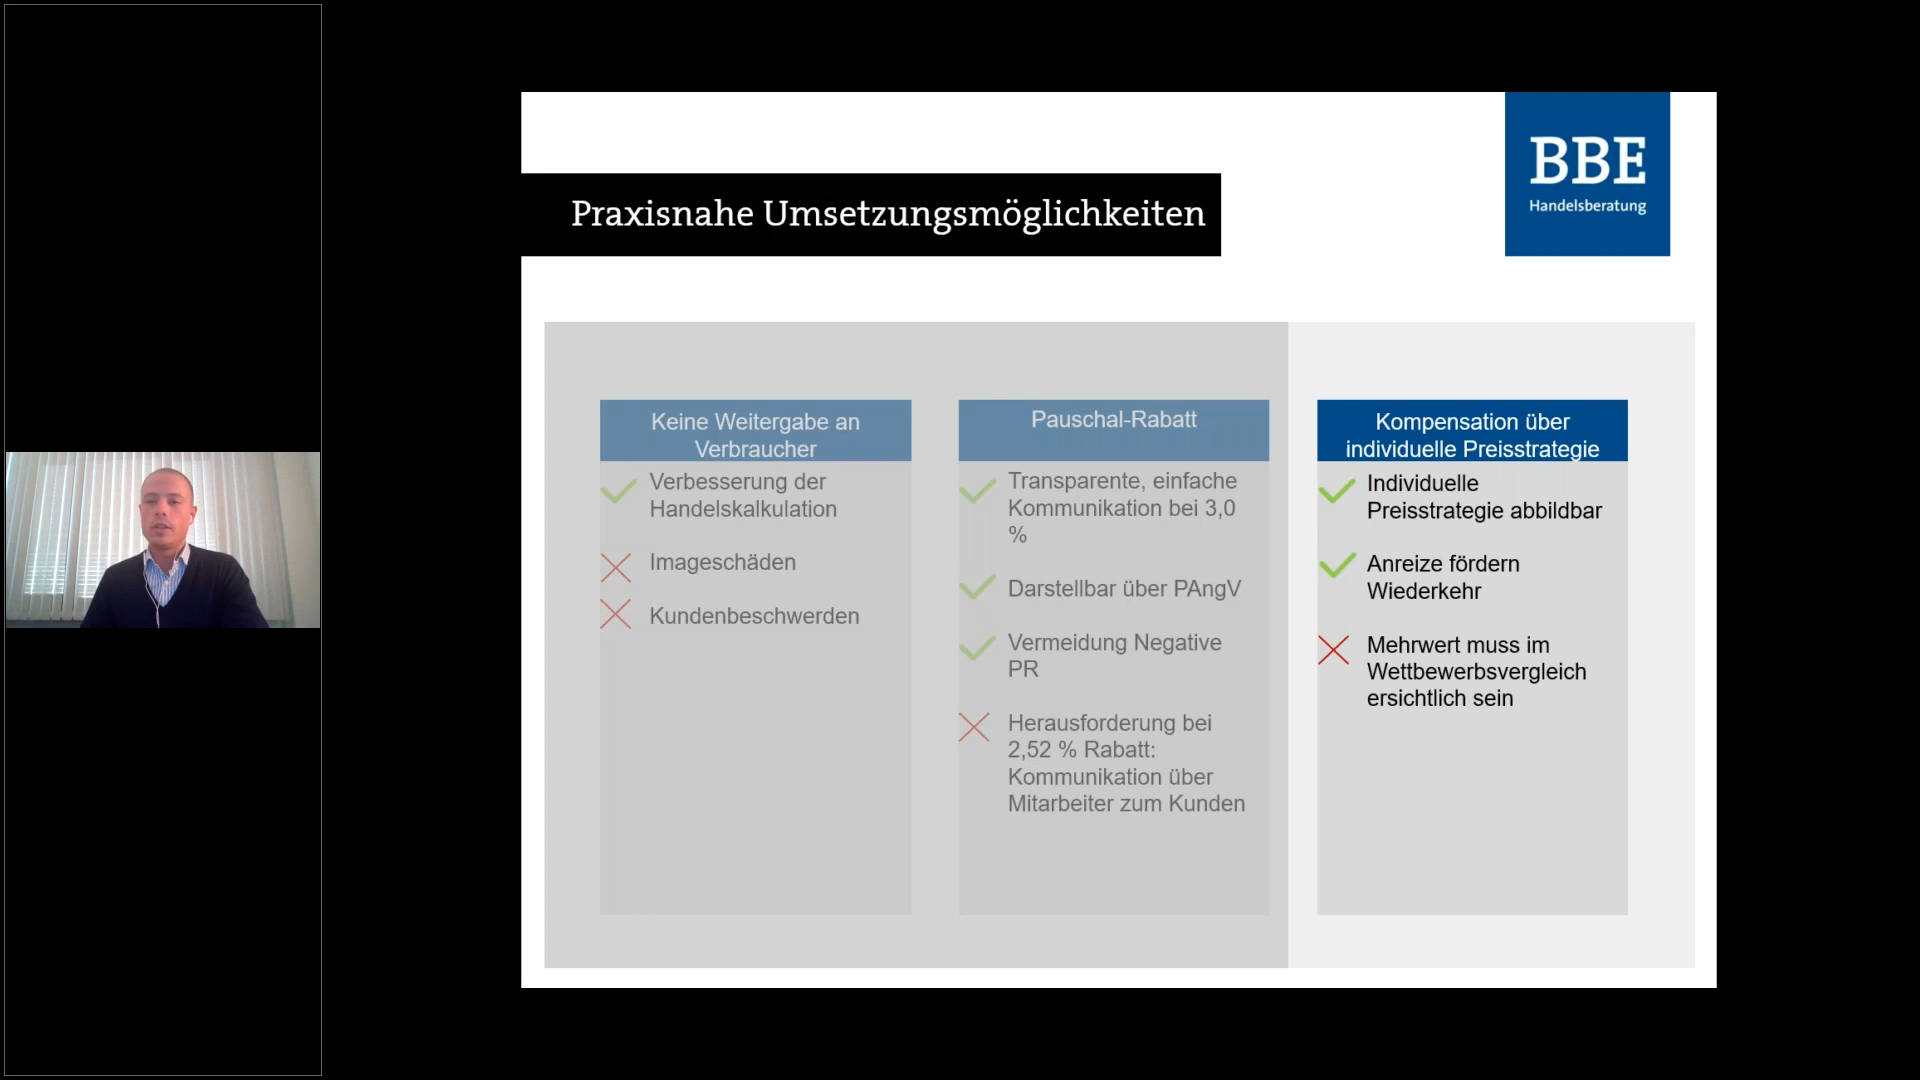 BBE
Handelsberatung
Praxisnahe Umsetzungsmöglichkeiten
Keine Weitergabe an
Verbraucher
Verbesserung der
Handelskalkulation
Imageschäden
Kundenbeschwerden
Pauschal-Rabatt
Transparente, einfache
Kommunikation bei 3,0
%
Darstellbar über PAngV
Vermeidung Negative
PR
Herausforderung bei
2,52 % Rabatt:
Kommunikation über
Mitarbeiter zum Kunden
Kompensation über
individuelle Preisstrategie
Individuelle
Preisstrategie abbildbar
Anreize fördern
Wiederkehr
Mehrwert muss im
Wettbewerbsvergleich
ersichtlich sein